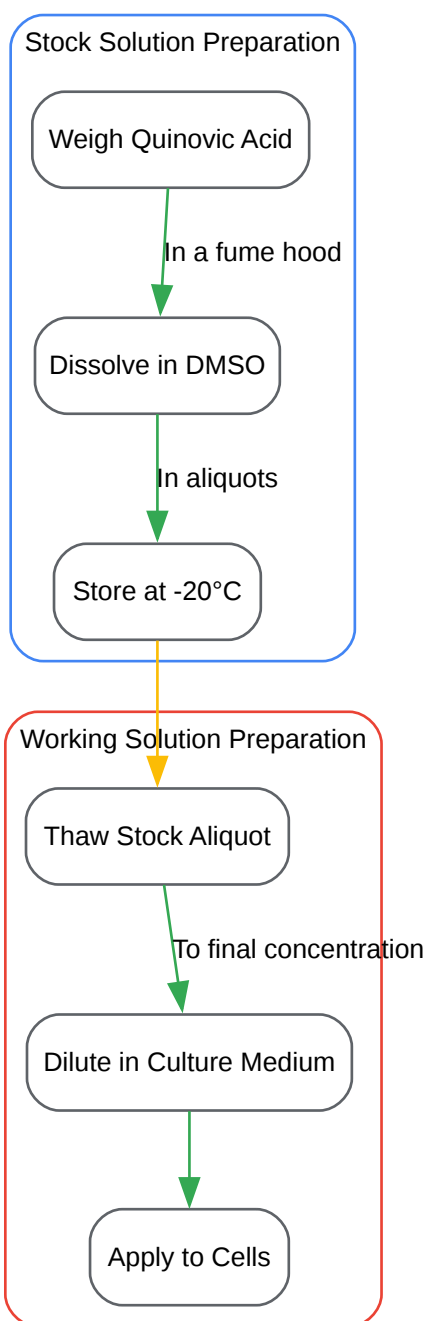 Stock Solution Preparation
Weigh Quinovic Acid
In a fume hood
Dissolve in DMSO
In aliquots
Store at -20°C
Working Solution Preparation
Thaw Stock Aliquot
To final concentration
Dilute in Culture Medium
Apply to Cells